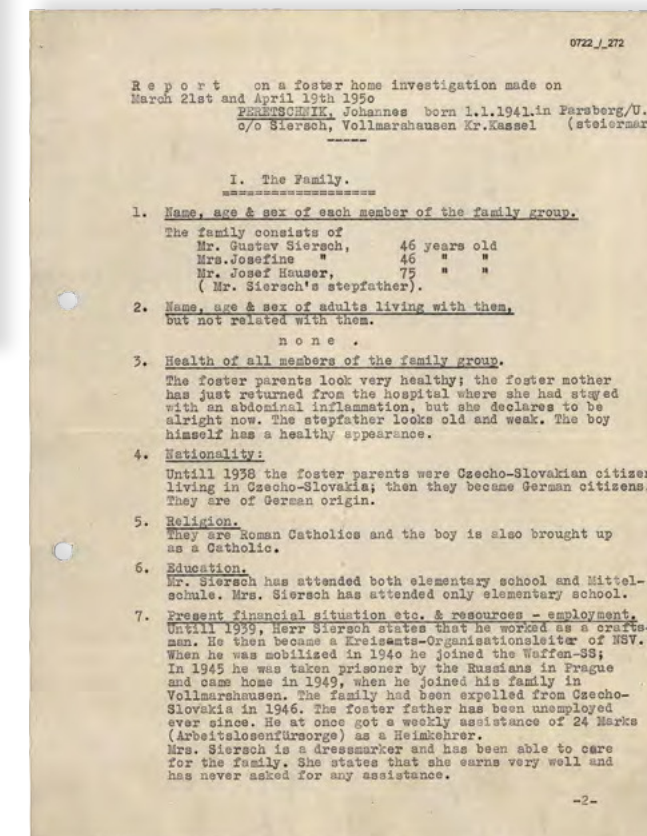 0722_/_272
R e p o r t on a foster home investigation made on
March 21st and April 19th 195o
PERETSCHNIK, Johannes born 1.1.1941.in Parsberg/U.
c/o Siersch, Vollmarshausen Kr.Kassel (steiermar
-----
I. The Family.
===================
1. Name, age & sex of each member of the family group.
The family consists of
Mr. Gustav Siersch, 46 years old
Mrs.Josefine " 46 " "
Mr. Josef Hauser, 75 " "
( Mr. Siersch's stepfather).
2. Name, age & sex of adults living with them,
but not related with them.
n o n e .
3. Health of all members of the family group.
The foster parents look very healthy; the foster mother
has just returned from the hospital where she had stayed
with an abdominal inflammation, but she declares to be
alright now. The stepfather looks old and weak. The boy
himself has a healthy appearance.
4. Nationality:
Untill 1938 the foster parents were Czecho-Slovakian citizen
living in Czecho-Slovakia; then they became German citizens.
They are of German origin.
5. Religion.
They are Roman Catholics and the boy is also brought up
as a Catholic.
6. Education.
Mr. Siersch has attended both elementary school and Mittel-
schule. Mrs. Siersch has attended only elementary school.
7. Present financial situation etc. & resources - employment.
Untill 1939, Herr Siersch states that he worked as a crafts-
man. He then became a Kreisamts-Organisationsleiter of NSV.
When he was mobilized in 194o he joined the Waffen-SS;
In 1945 he was taken prisoner by the Russians in Prague
and came home in 1949, when he joined his family in
Vollmarshausen. The family had been expelled from Czecho-
Slovakia in 1946. The foster father has been unemployed
ever since. He at once got a weekly assistance of 24 Marks
(Arbeitslosenfürsorge) as a Heimkehrer.
Mrs. Siersch is a dressmarker and has been able to care
for the family. She states that she earns very well and
has never asked for any assistance.
-2-